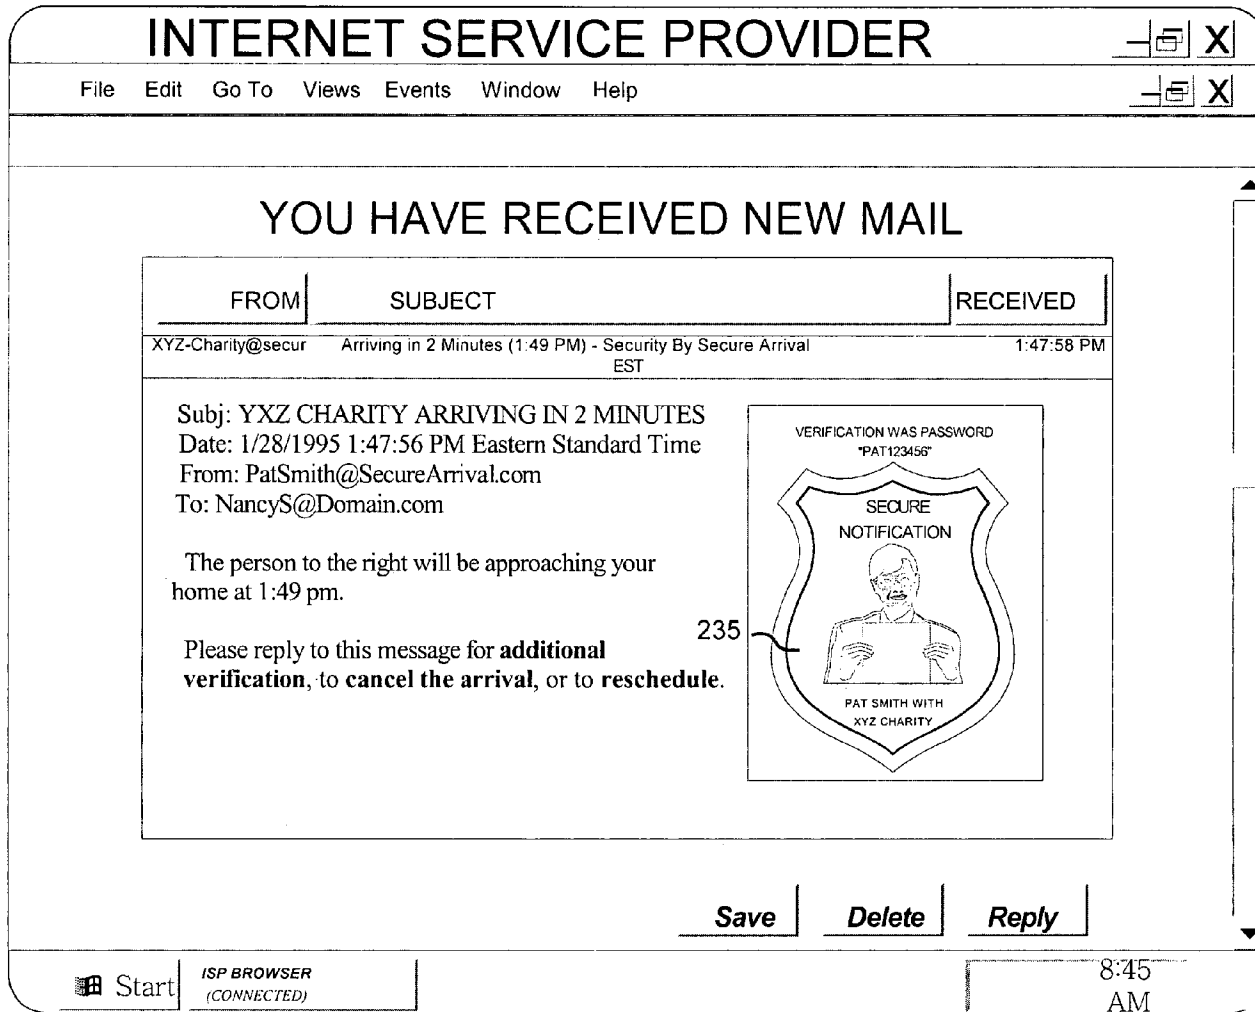 INTERNET SERVICE PROVIDER
X
File Edit Go To Views Events Window Help
X
YOU HAVE RECEIVED NEW MAIL
FROM SUBJECT RECEIVED
XYZ-Charity@secur Arriving in 2 Minutes (1:49 PM) - Security By Secure Arrival 1:47:58 PM
EST
Subj: YXZ CHARITY ARRIVING IN 2 MINUTES
Date: 1/28/1995 1:47:56 PM Eastern Standard Time
From: PatSmith@SecureArrival.com
To: NancyS@Domain.com
The person to the right will be approaching your
home at 1:49 pm.
Please reply to this message for additional
verification, to cancel the arrival, or to reschedule.
VERIFICATION WAS PASSWORD
"PAT123456"
SECURE
NOTIFICATION
235
PAT SMITH WITH
XYZ CHARITY
Save Delete Reply
Start
ISP BROWSER
(CONNECTED)
8:45
AM